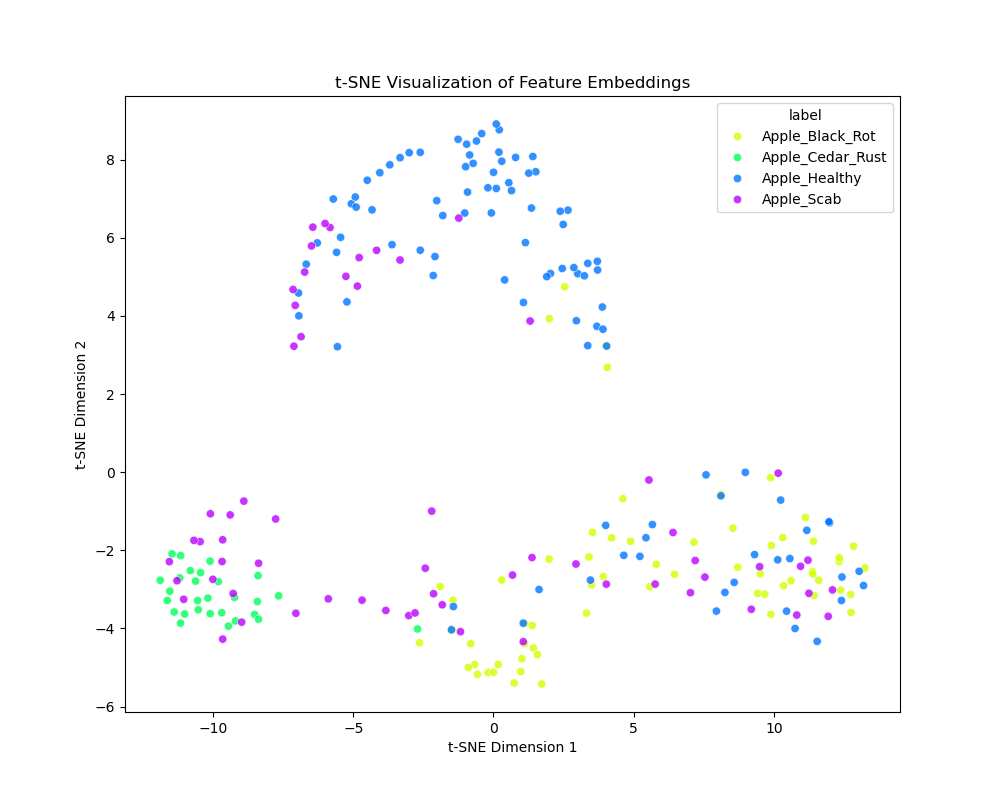 t-SNE Visualization of Feature Embeddings
label
Apple_Black_Rot
Apple_Cedar_Rust
Apple_Healthy
Apple_Scab
8
6
4
2
0
−2
−4
−6
t-SNE Dimension 2
−10
−5
0
5
10
t-SNE Dimension 1